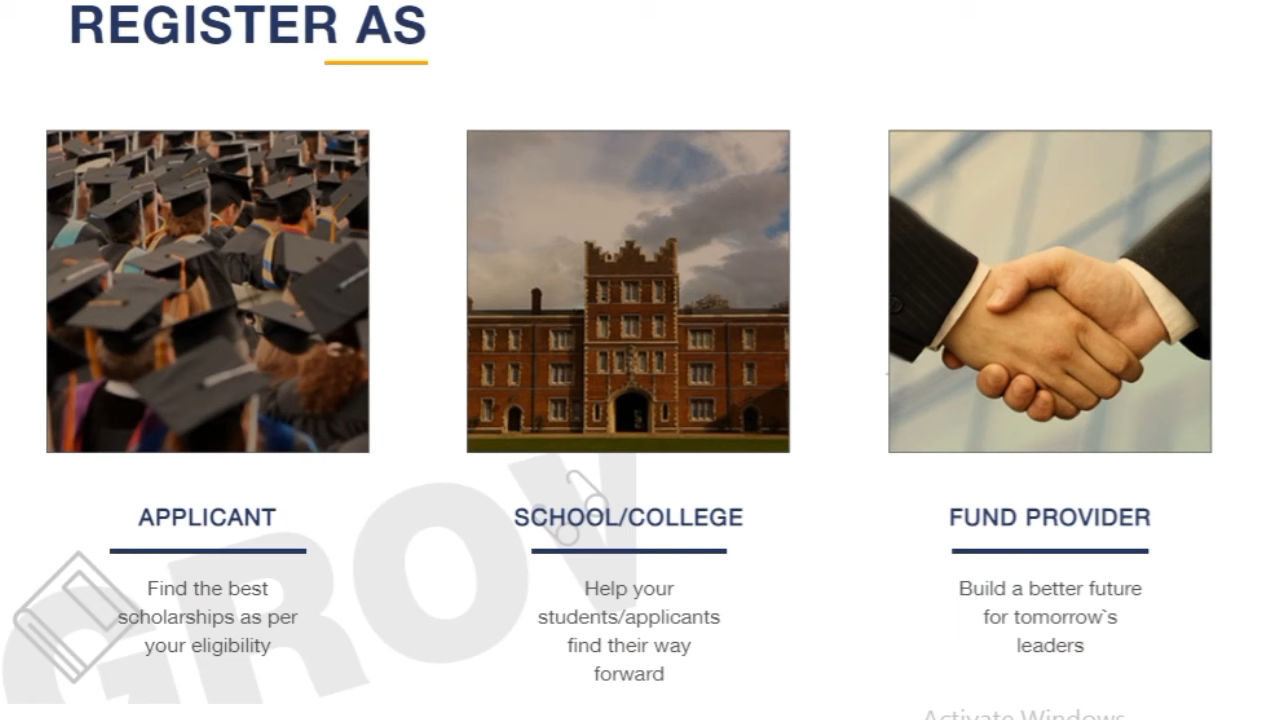 REGISTER AS
APPLICANT
Find the best
scholarships as per
your eligibility
SCHOOL/COLLEGE
Help your
students/applicants
find their way
forward
FUND PROVIDER
Build a better future
for tomorrow`s
leaders
GROW
Activate Windows